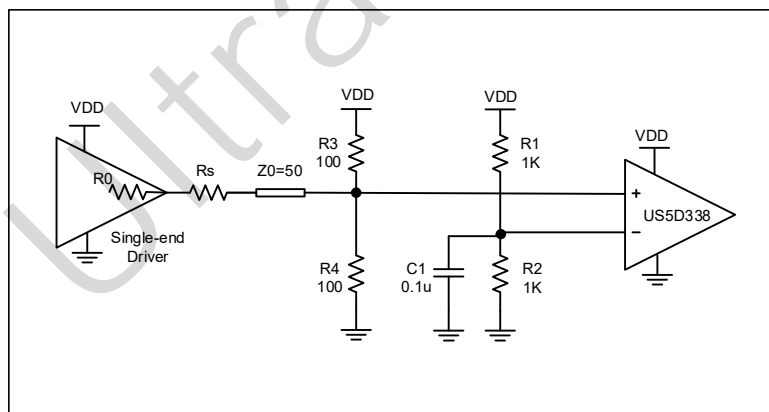 Ultra
VDD
R0
Rs
Z0=50
Single-end
Driver
VDD
R3
100
R4
100
VDD
R1
1K
C1
0.1u
R2
1K
VDD
+
−
US5D338